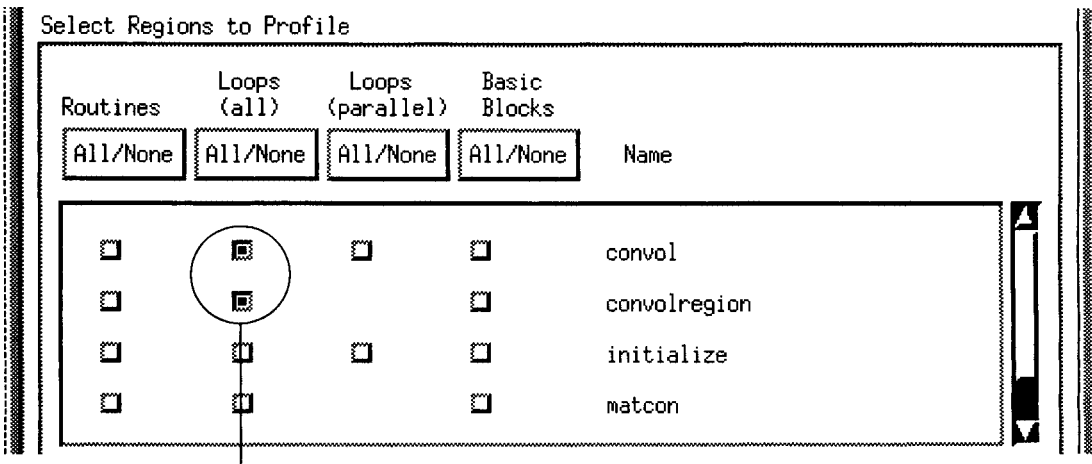 Select Regions to Profile
Loops Loops Basic
Routines (all) (parallel) Blocks
All/None All/None All/None All/None Name
convol
convolregion
initialize
matcon